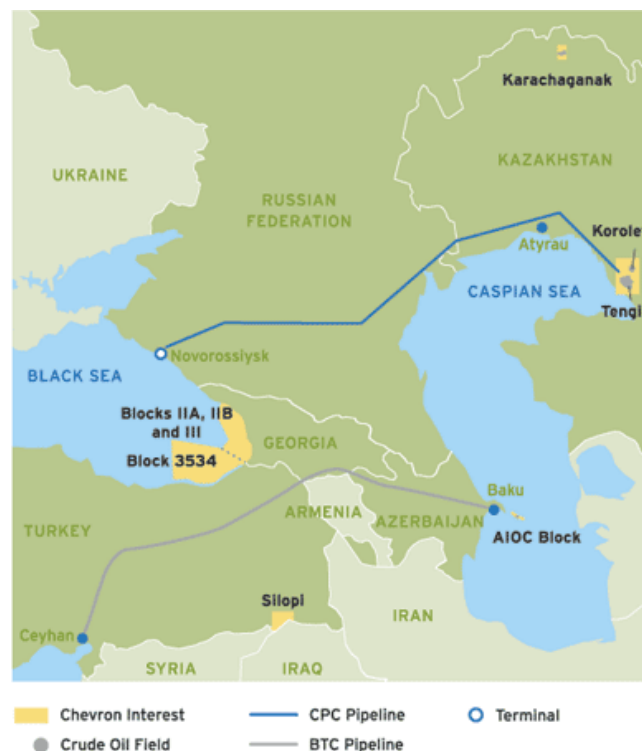 Karachaganak
KAZAKHSTAN
UKRAINE
RUSSIAN
FEDERATION
Korole
Atyrau
CASPIAN SEA
Tengi
Novorossiysk
BLACK SEA
Blocks IIA, IIB
and III
GEORGIA
Block 3534
Baku
ARMENIA
AZERBAIJAN
TURKEY
AIOC Block
Silopi
IRAN
Ceyhan
SYRIA
IRAQ
Chevron Interest
CPC Pipeline
Terminal
Crude Oil Field
BTC Pipeline